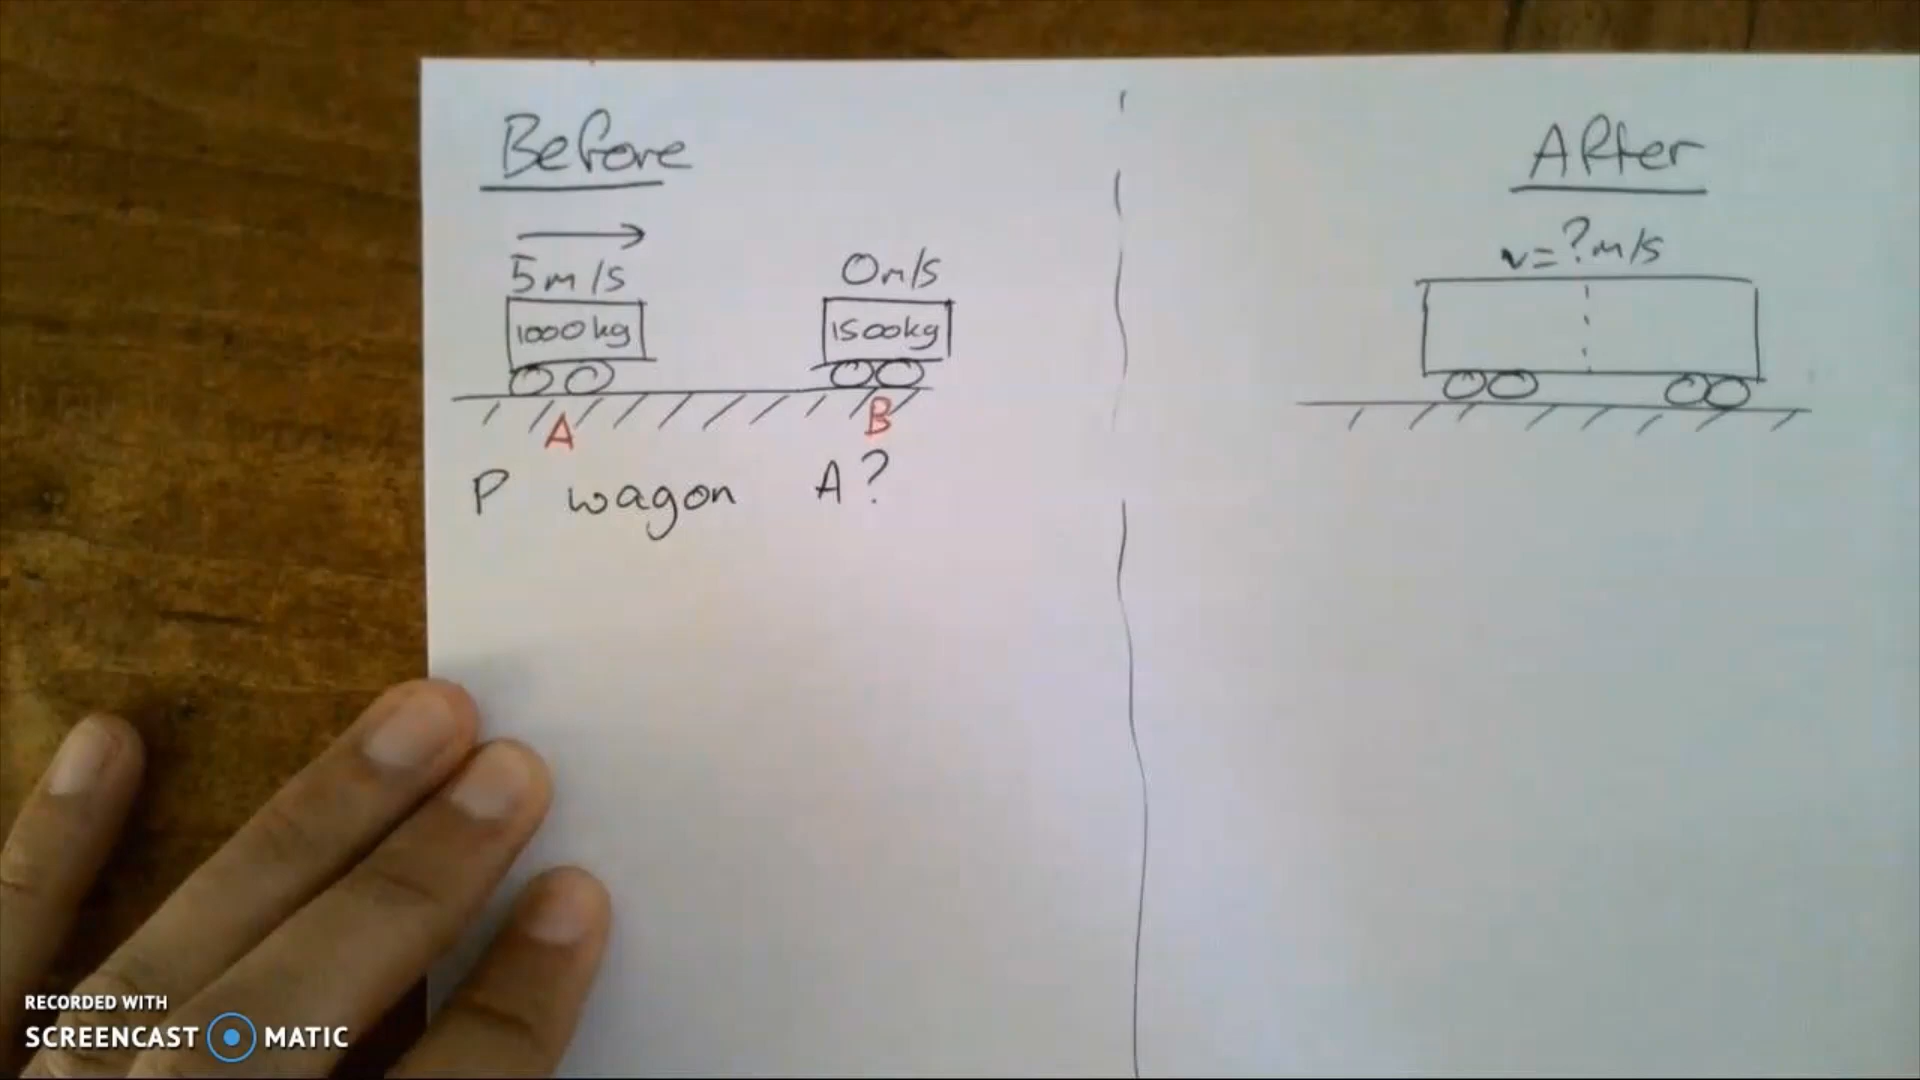 Before
After
5m/s
0m/s
v=?m/s
1000kg
1500kg
A
B
P wagon A?
RECORDED WITH
SCREENCAST MATIC